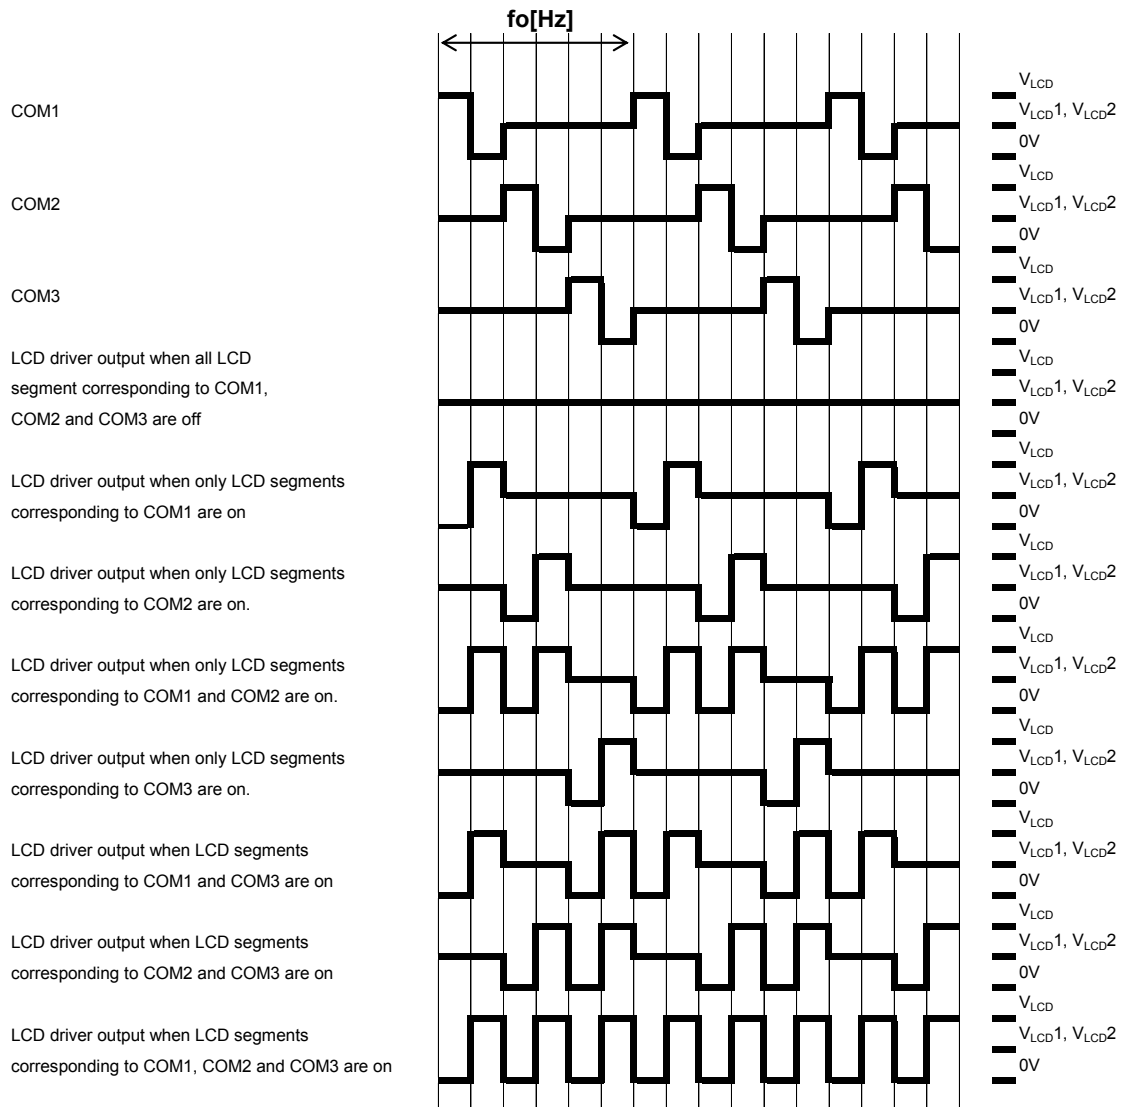 fo[Hz]
VLCD
COM1
VLCD1, VLCD2
0V
VLCD
COM2
VLCD1, VLCD2
0V
VLCD
COM3
VLCD1, VLCD2
0V
LCD driver output when all LCD
VLCD
segment corresponding to COM1,
VLCD1, VLCD2
COM2 and COM3 are off
0V
VLCD
LCD driver output when only LCD segments
VLCD1, VLCD2
corresponding to COM1 are on
0V
VLCD
LCD driver output when only LCD segments
VLCD1, VLCD2
corresponding to COM2 are on.
0V
VLCD
LCD driver output when only LCD segments
VLCD1, VLCD2
corresponding to COM1 and COM2 are on.
0V
VLCD
LCD driver output when only LCD segments
VLCD1, VLCD2
corresponding to COM3 are on.
0V
VLCD
LCD driver output when LCD segments
VLCD1, VLCD2
corresponding to COM1 and COM3 are on
0V
VLCD
LCD driver output when LCD segments
VLCD1, VLCD2
corresponding to COM2 and COM3 are on
0V
VLCD
LCD driver output when LCD segments
VLCD1, VLCD2
corresponding to COM1, COM2 and COM3 are on
0V